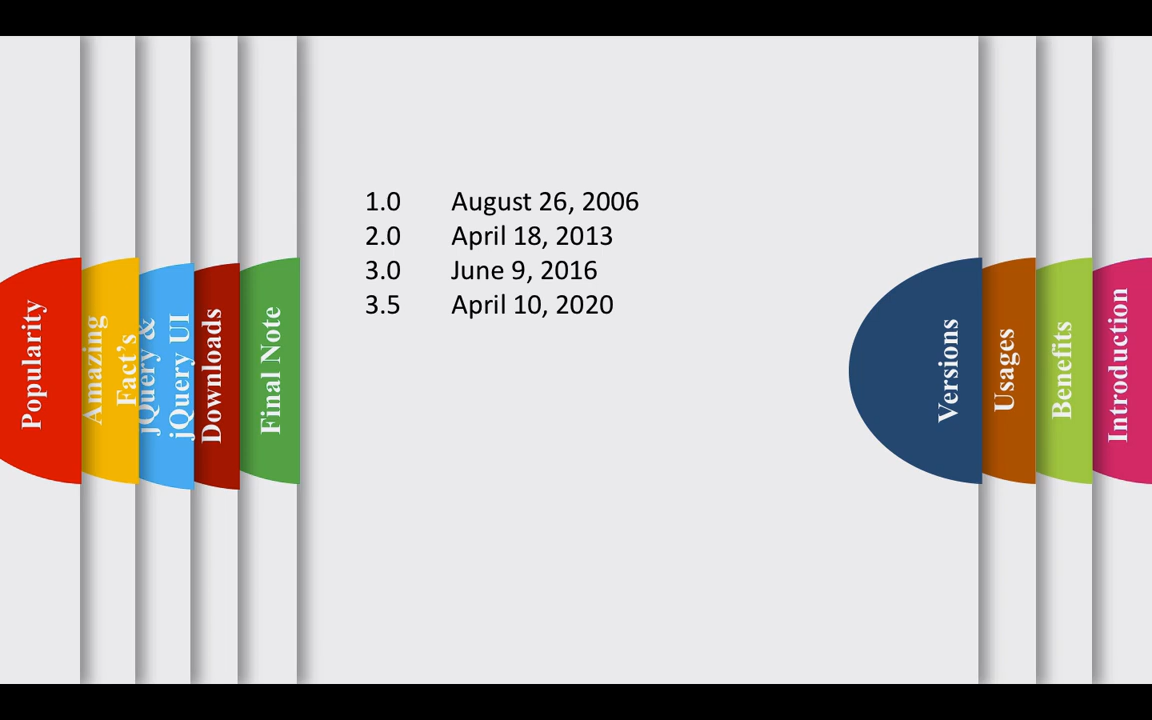 1.0 August 26, 2006
2.0 April 18, 2013
3.0 June 9, 2016
3.5 April 10, 2020
Popularity
Amazing
Fact’s
jQuery &
jQuery UI
Downloads
Final Note
Versions
Usages
Benefits
Introduction